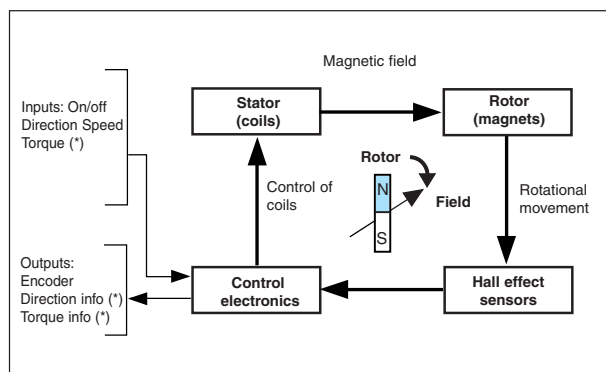 Magnetic field
Inputs: On/off
Direction Speed
Torque (*)
Stator
(coils)
Rotor
(magnets)
Rotor
N
S
Field
Control of
coils
Rotational
movement
Outputs:
Encoder
Direction info (*)
Torque info (*)
Control
electronics
Hall effect
sensors